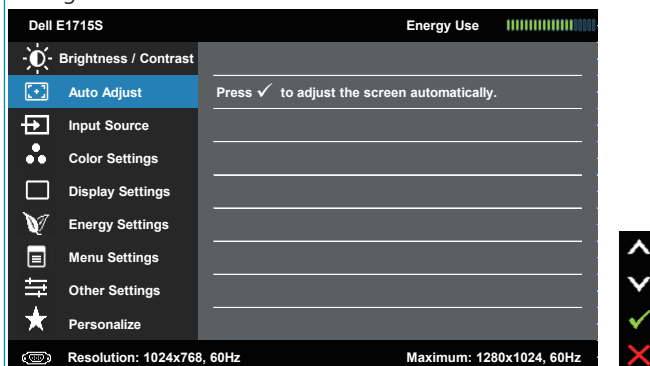 Dell E1715S Energy Use
Brightness / Contrast
Auto Adjust Press ✓ to adjust the screen automatically.
Input Source
Color Settings
Display Settings
Energy Settings
Menu Settings
Other Settings
Personalize
Resolution: 1024x768, 60Hz Maximum: 1280x1024, 60Hz